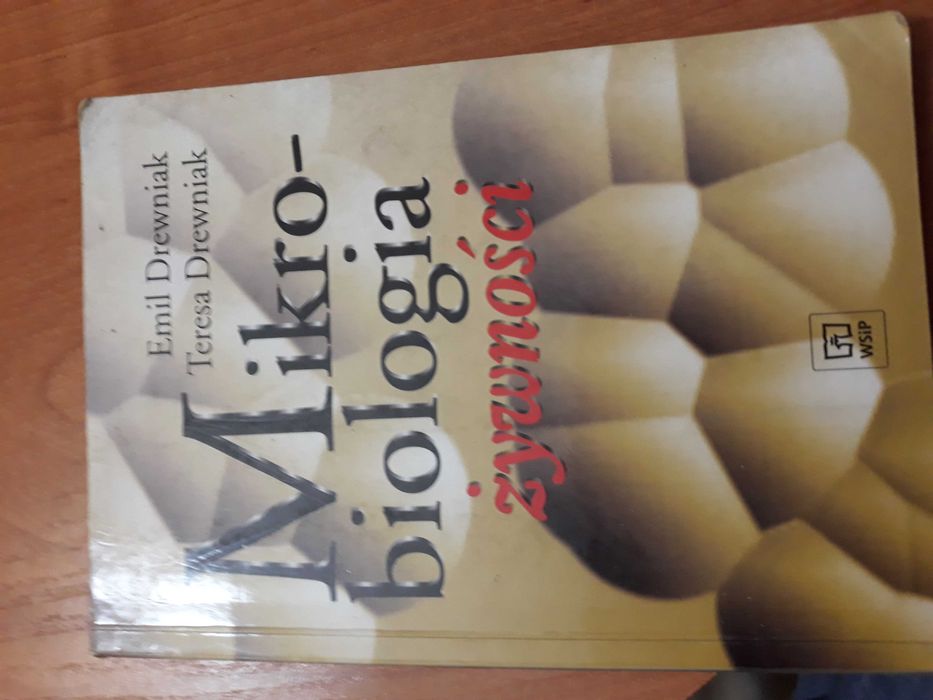 Emil Drewniak
Teresa Drewniak
Mikro-
biologia
żywności
WSiP